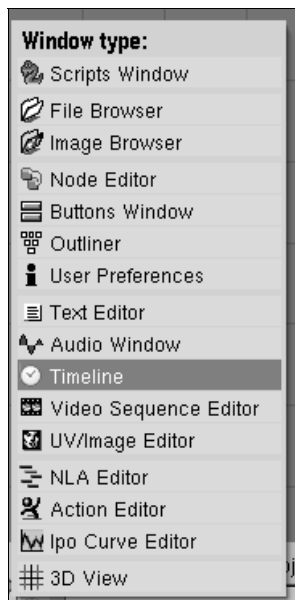 Window type:
Scripts Window
File Browser
Image Browser
Node Editor
Buttons Window
Outliner
User Preferences
Text Editor
Audio Window
Timeline
Video Sequence Editor
UV/Image Editor
NLA Editor
Action Editor
Ipo Curve Editor
3D View